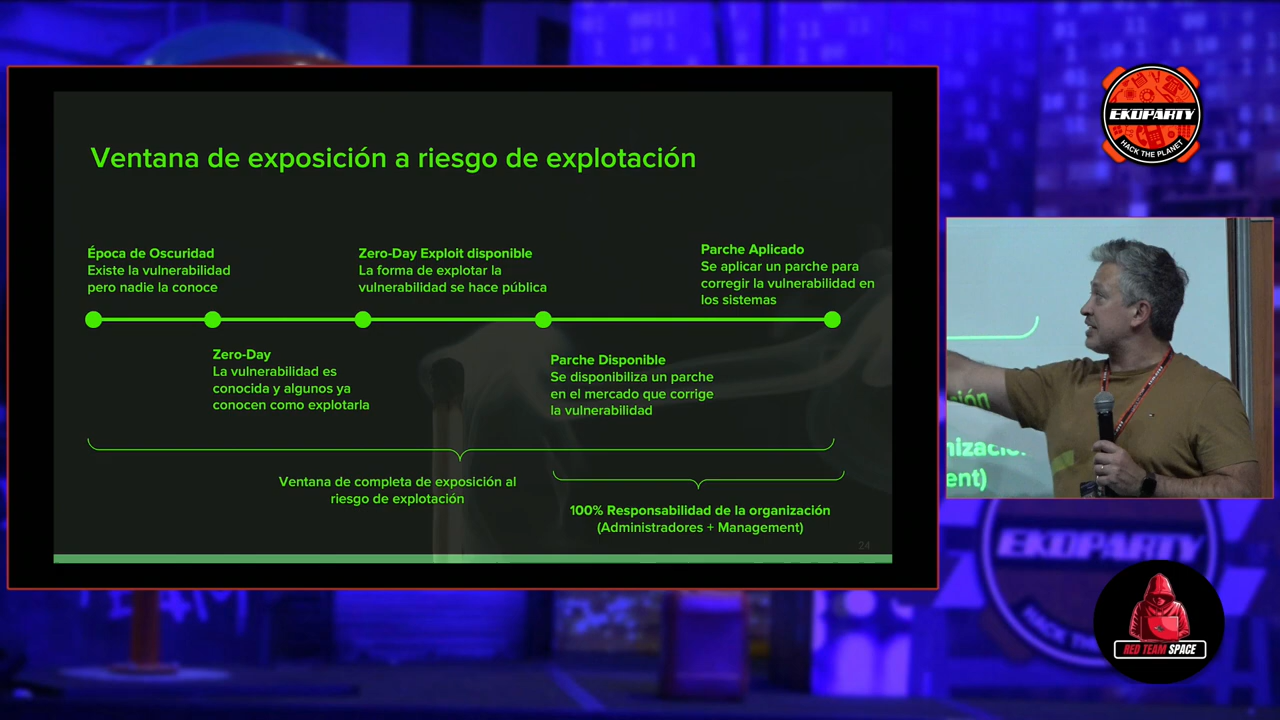 Ventana de exposición a riesgo de explotación
Época de Oscuridad
Existe la vulnerabilidad
pero nadie la conoce
Zero-Day Exploit disponible
La forma de explotar la
vulnerabilidad se hace pública
Parche Aplicado
Se aplicar un parche para
corregir la vulnerabilidad en
los sistemas
Zero-Day
La vulnerabilidad es
conocida y algunos ya
conocen como explotarla
Parche Disponible
Se disponibiliza un parche
en el mercado que corrige
la vulnerabilidad
Ventana de completa de exposición al
riesgo de explotación
100% Responsabilidad de la organización
(Administradores + Management)
24
EKOPARTY
HACK THE PLANET
EKOPARTY
RED TEAM SPACE